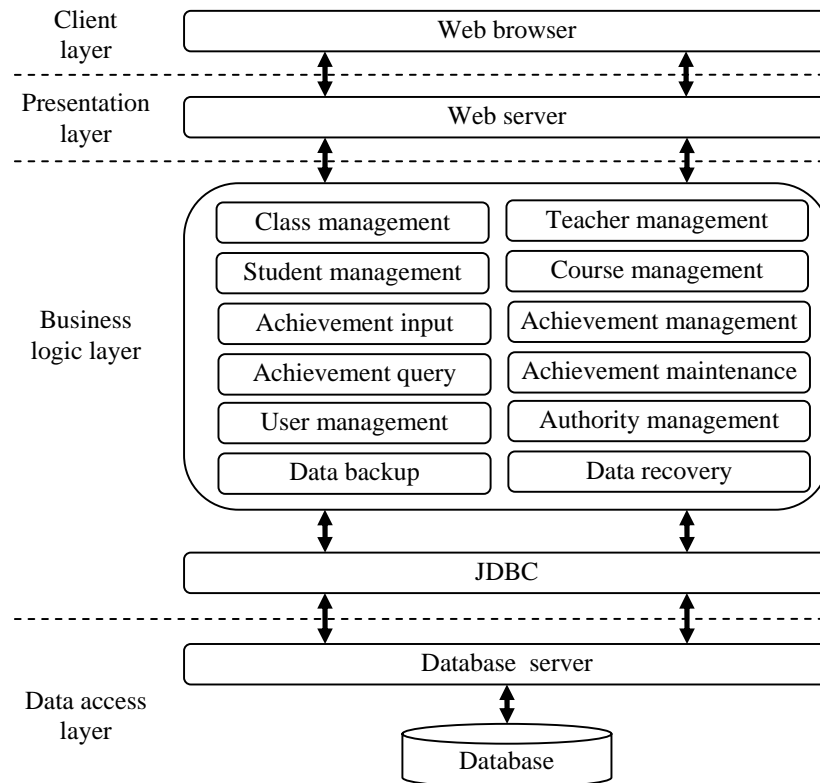 Client
layer
Web browser
Presentation
layer
Web server
Business
logic layer
Class management
Teacher management
Student management
Course management
Achievement input
Achievement management
Achievement query
Achievement maintenance
User management
Authority management
Data backup
Data recovery
JDBC
Data access
layer
Database server
Database